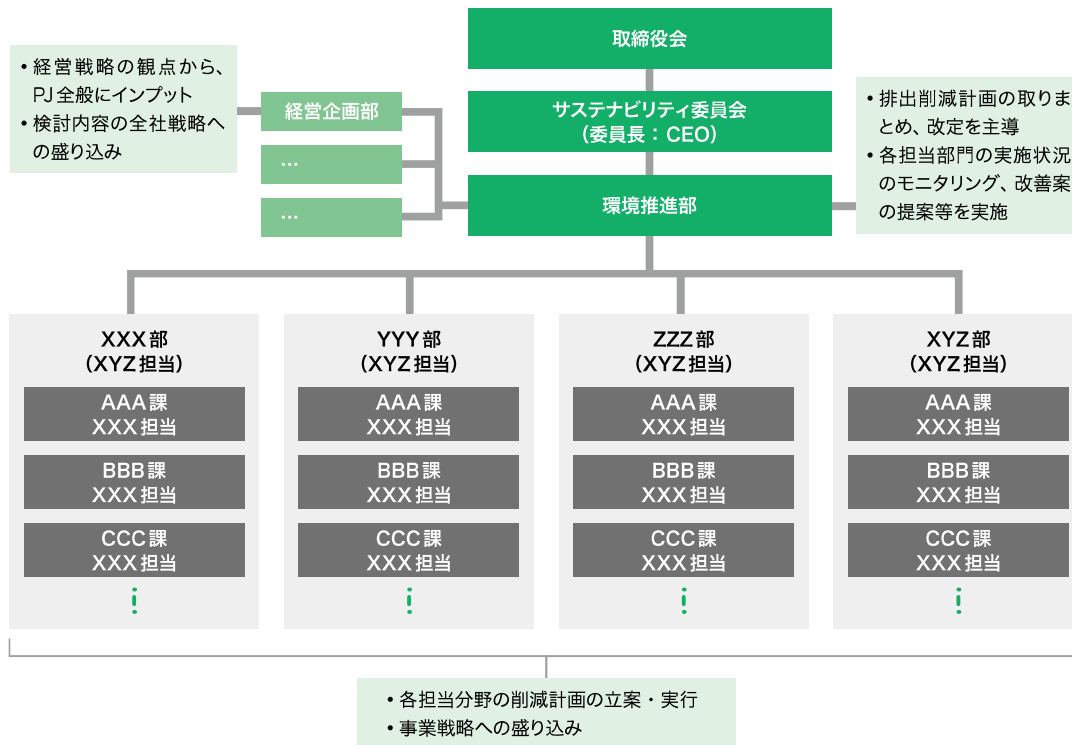 取締役会
・経営戦略の観点から、
PJ全般にインプット
・検討内容の全社戦略へ
の盛り込み
経営企画部
…
…
サステナビリティ委員会
（委員長：CEO）
環境推進部
・排出削減計画の取りま
とめ、改定を主導
・各担当部門の実施状況
のモニタリング、改善案
の提案等を実施
XXX部
（XYZ担当）
AAA課
XXX担当
BBB課
XXX担当
CCC課
XXX担当
YYY部
（XYZ担当）
AAA課
XXX担当
BBB課
XXX担当
CCC課
XXX担当
ZZZ部
（XYZ担当）
AAA課
XXX担当
BBB課
XXX担当
CCC課
XXX担当
XYZ部
（XYZ担当）
AAA課
XXX担当
BBB課
XXX担当
CCC課
XXX担当
・各担当分野の削減計画の立案・実行
・事業戦略への盛り込み